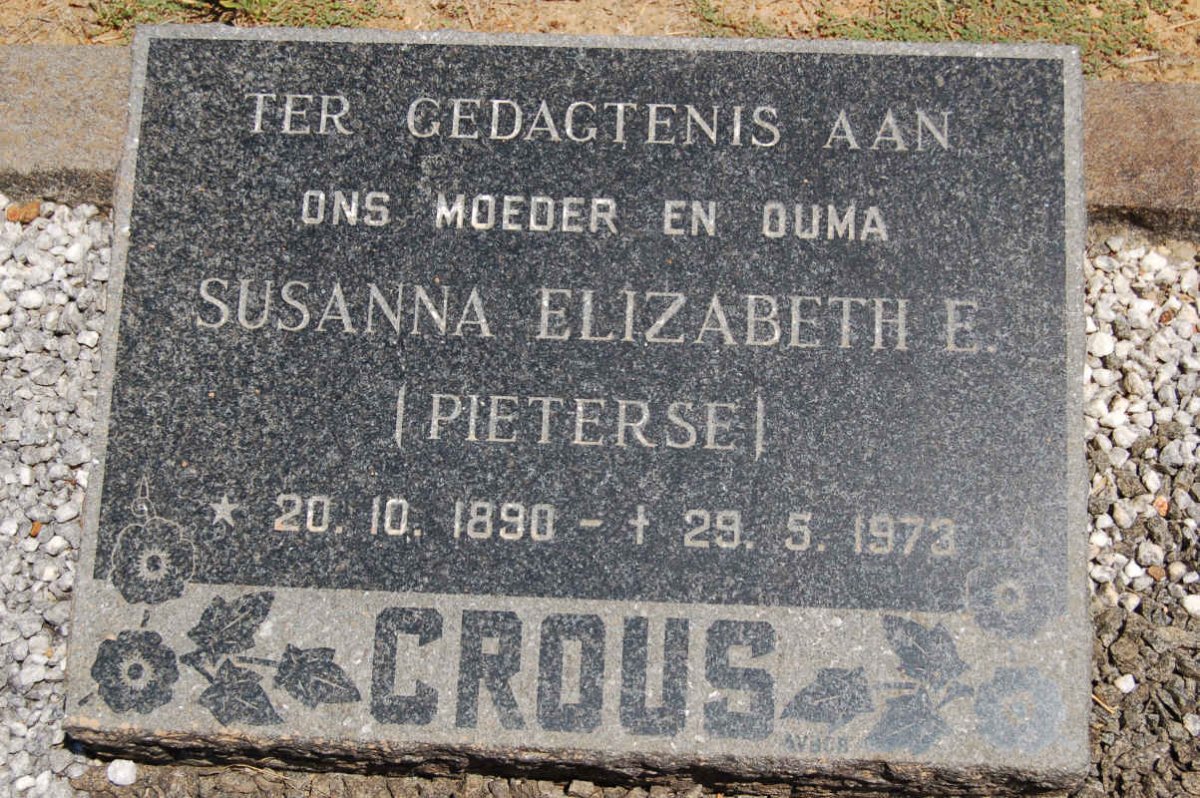 TER GEDAGTENIS AAN
ONS MOEDER EN OUMA
SUSANNA ELIZABETH E.
(PIETERSE)
* 20. 10. 1890 - † 29. 5. 1973
CROUS